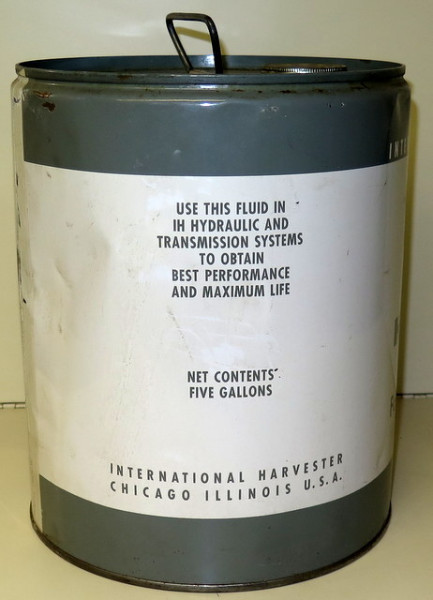 USE THIS FLUID IN
IH HYDRAULIC AND
TRANSMISSION SYSTEMS
TO OBTAIN
BEST PERFORMANCE
AND MAXIMUM LIFE
NET CONTENTS
FIVE GALLONS
INTERNATIONAL HARVESTER
CHICAGO ILLINOIS U.S.A.